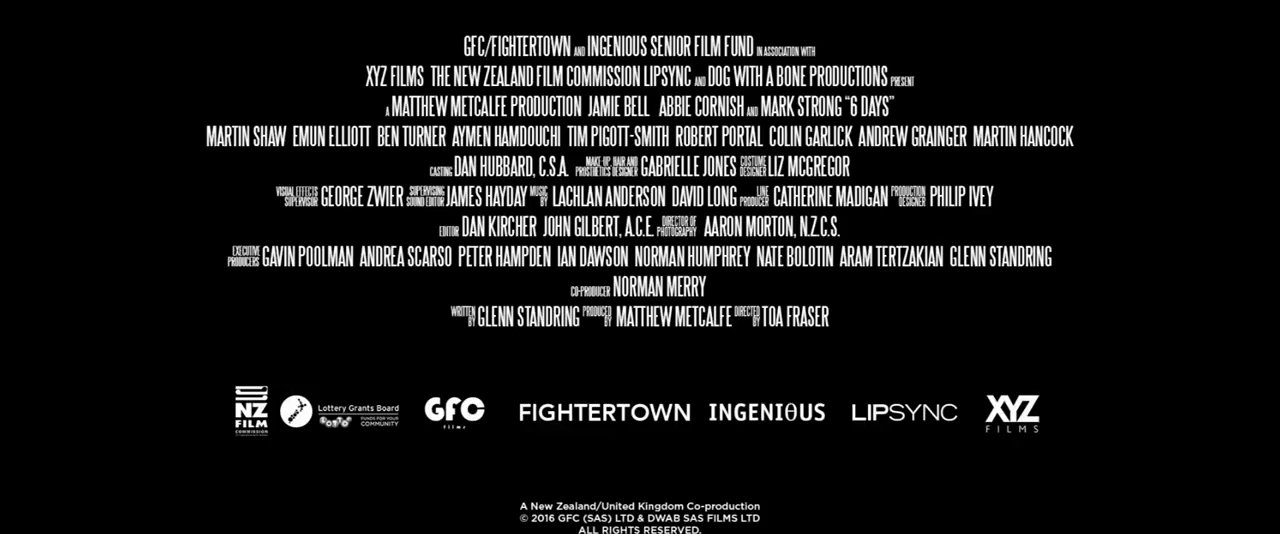 GFC/FIGHTERTOWN AND INGENIOUS SENIOR FILM FUND IN ASSOCIATION WITH
XYZ FILMS THE NEW ZEALAND FILM COMMISSION LIPSYNC AND DOG WITH A BONE PRODUCTIONS PRESENT
A MATTHEW METCALFE PRODUCTION JAMIE BELL ABBIE CORNISH AND MARK STRONG “6 DAYS”
MARTIN SHAW EMUN ELLIOTT BEN TURNER AYMEN HAMDOUCHI TIM PIGOTT-SMITH ROBERT PORTAL COLIN GARLICK ANDREW GRAINGER MARTIN HANCOCK
CASTING DAN HUBBARD, C.S.A. MAKE-UP, HAIR AND PROSTHETICS DESIGNER GABRIELLE JONES COSTUME DESIGNER LIZ MCGREGOR
VISUAL EFFECTS SUPERVISOR GEORGE ZWIER SUPERVISING SOUND EDITOR JAMES HAYDAY MUSIC BY LACHLAN ANDERSON DAVID LONG LINE PRODUCER CATHERINE MADIGAN PRODUCTION DESIGNER PHILIP IVEY
EDITOR DAN KIRCHER JOHN GILBERT, A.C.E. DIRECTOR OF PHOTOGRAPHY AARON MORTON, N.Z.C.S.
EXECUTIVE PRODUCERS GAVIN POOLMAN ANDREA SCARSO PETER HAMPDEN IAN DAWSON NORMAN HUMPHREY NATE BOLOTIN ARAM TERTZAKIAN GLENN STANDRING
CO-PRODUCER NORMAN MERRY
WRITTEN BY GLENN STANDRING PRODUCED BY MATTHEW METCALFE DIRECTED BY TOA FRASER
NZ FILM COMMISSION Lottery Grants Board LOTTO FUNDS FOR YOUR COMMUNITY GFC films FIGHTERTOWN INGENIOUS LIPSYNC XYZ FILMS
A New Zealand/United Kingdom Co-production
© 2016 GFC (SAS) LTD & DWAB SAS FILMS LTD
ALL RIGHTS RESERVED.